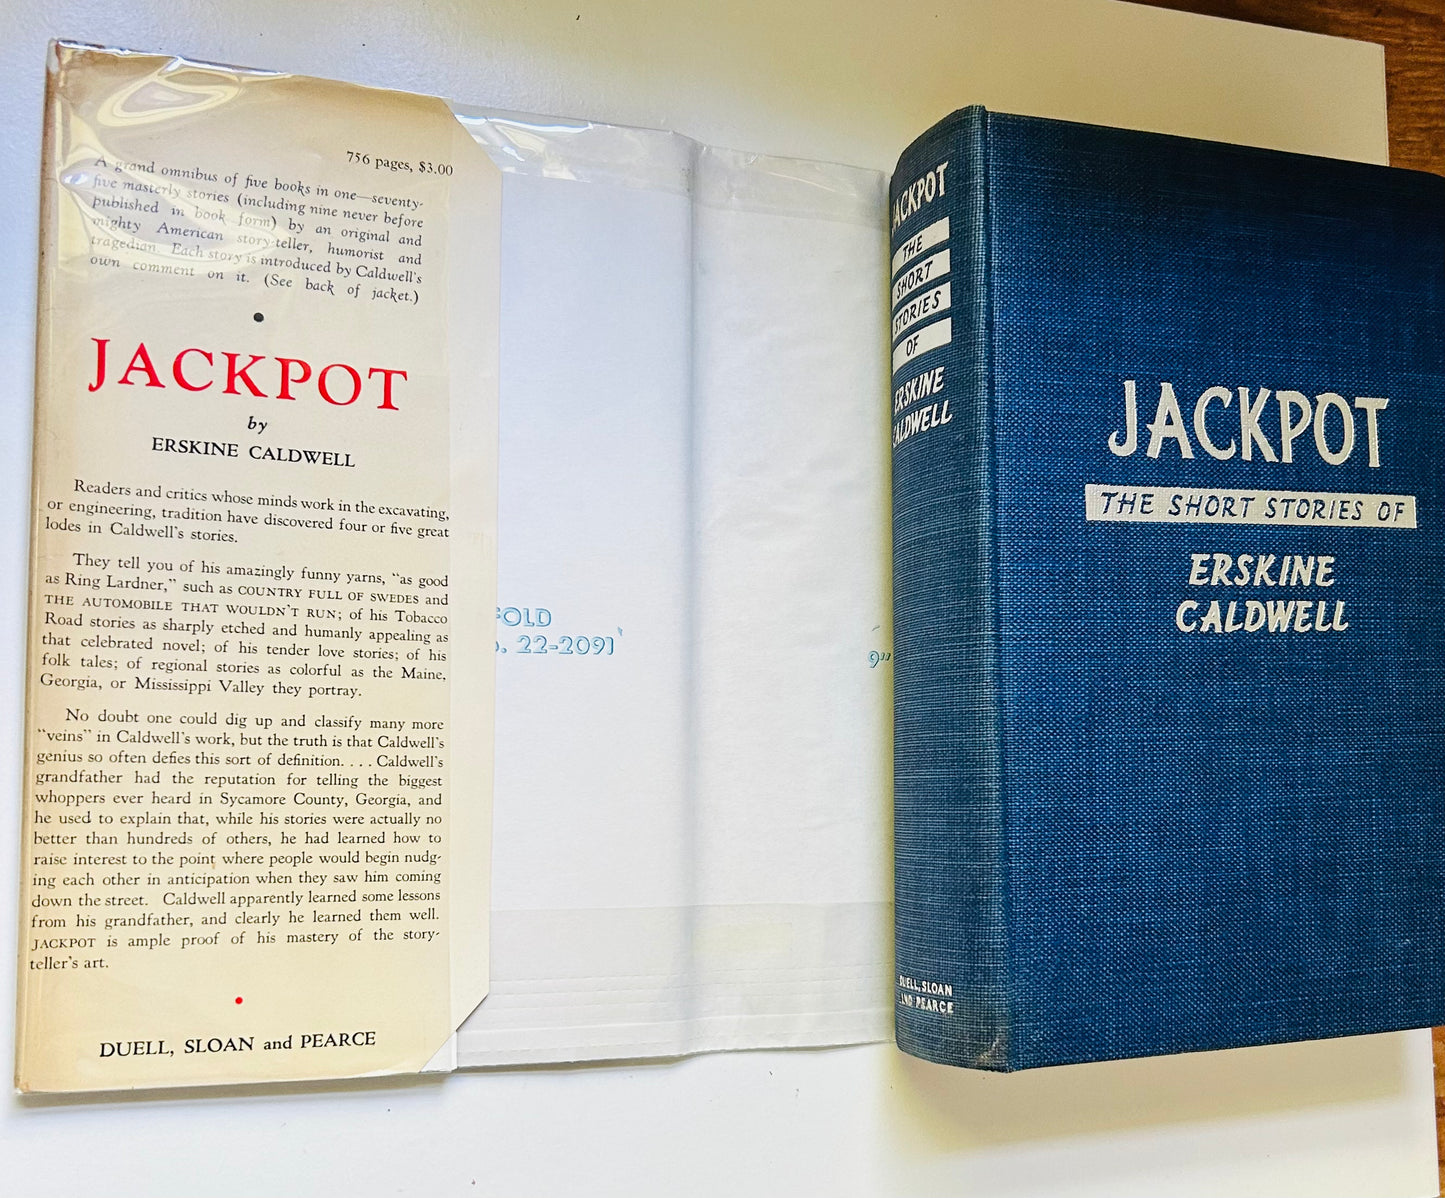 756 pages, $3.00
A grand omnibus of five books in one—seventy-
five masterly stories (including nine never before
published in book form) by an original and
mighty American story-teller, humorist and
tragedian. Each story is introduced by Caldwell's
own comment on it. (See back of jacket.)
JACKPOT
by
ERSKINE CALDWELL
Readers and critics whose minds work in the excavating,
or engineering, tradition have discovered four or five great
lodes in Caldwell's stories.
They tell you of his amazingly funny yarns, "as good
as Ring Lardner," such as COUNTRY FULL OF SWEDES and
THE AUTOMOBILE THAT WOULDN'T RUN; of his Tobacco
Road stories as sharply etched and humanly appealing as
that celebrated novel; of his tender love stories; of his
folk tales; of regional stories as colorful as the Maine,
Georgia, or Mississippi Valley they portray.
No doubt one could dig up and classify many more
"veins" in Caldwell's work, but the truth is that Caldwell's
genius so often defies this sort of definition. . . . Caldwell's
grandfather had the reputation for telling the biggest
whoppers ever heard in Sycamore County, Georgia, and
he used to explain that, while his stories were actually no
better than hundreds of others, he had learned how to
raise interest to the point where people would begin nudg-
ing each other in anticipation when they saw him coming
down the street. Caldwell apparently learned some lessons
from his grandfather, and clearly he learned them well.
JACKPOT is ample proof of his mastery of the story-
teller's art.
DUELL, SLOAN and PEARCE
FOLD
. 22-2091
9"
JACKPOT
THE
SHORT
STORIES
OF
ERSKINE
CALDWELL
DUELL, SLOAN
AND PEARCE
JACKPOT
THE SHORT STORIES OF
ERSKINE
CALDWELL